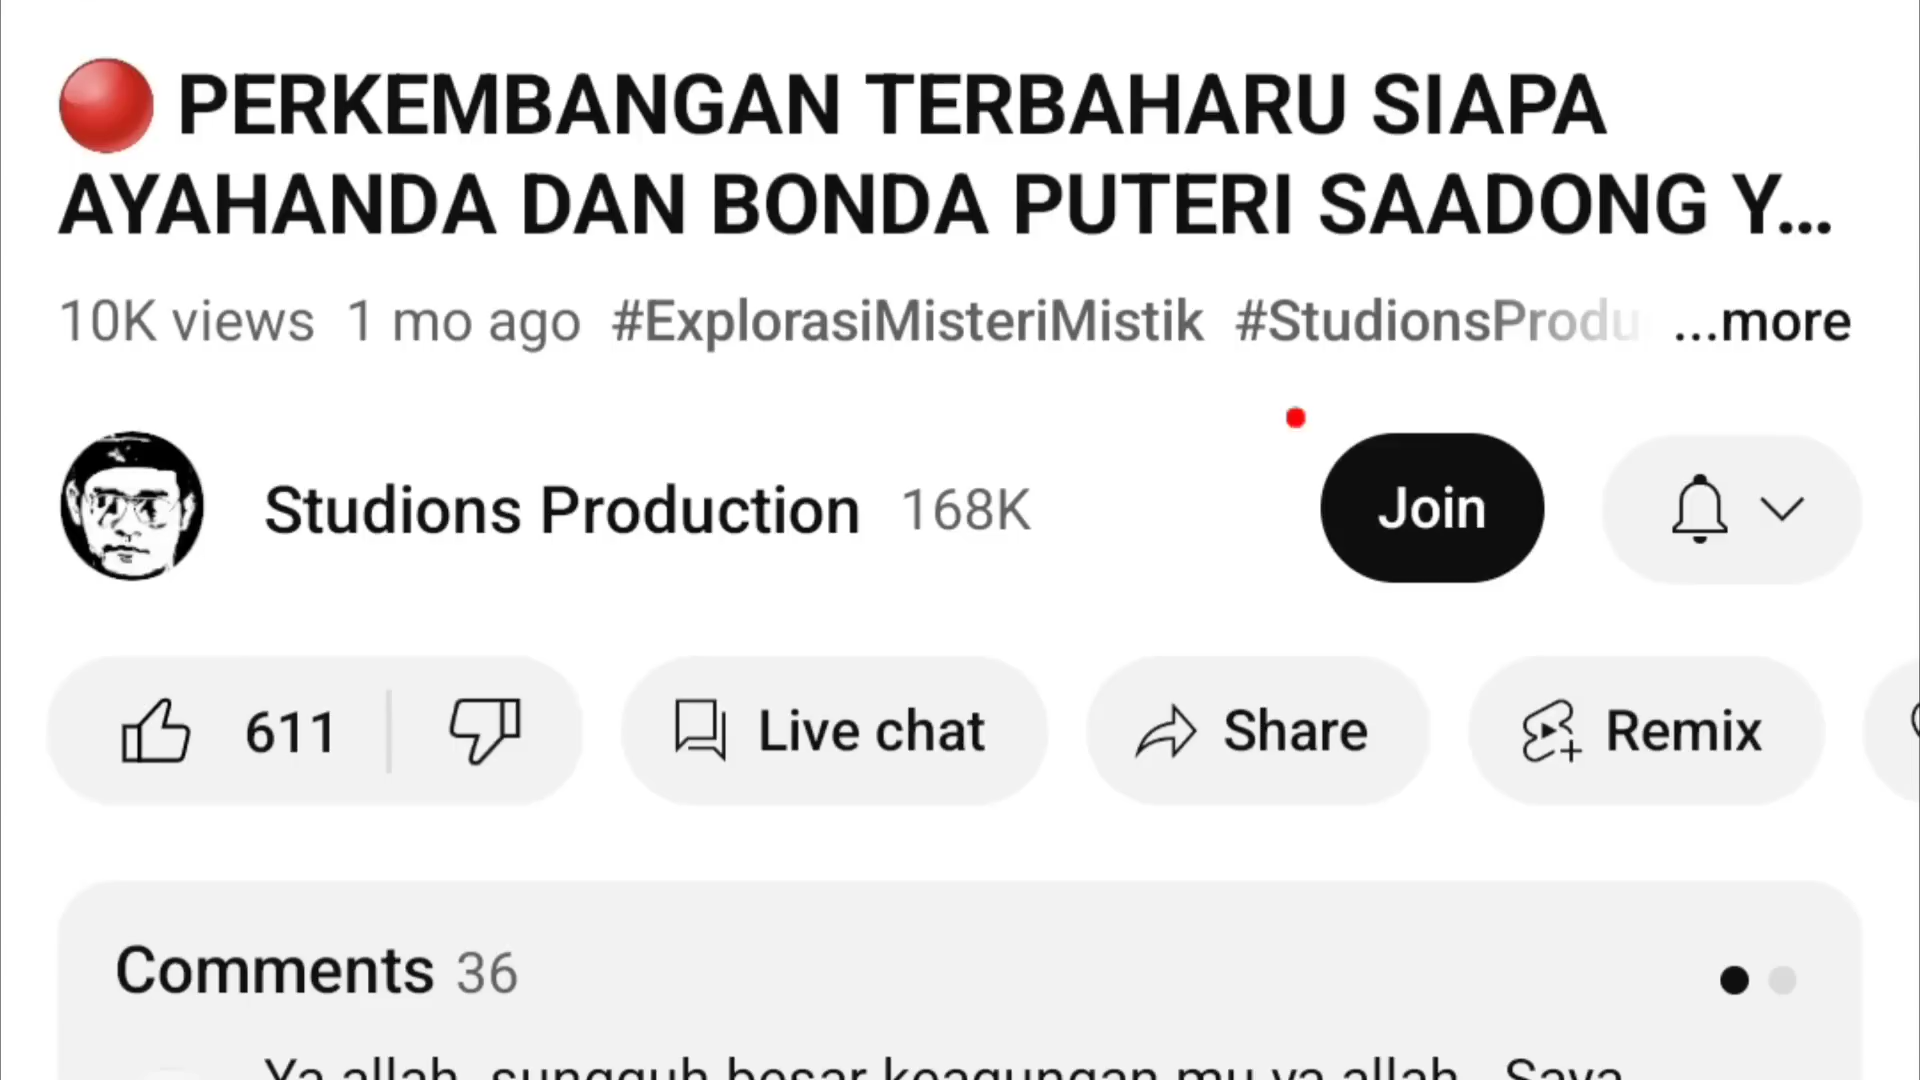 PERKEMBANGAN TERBAHARU SIAPA
AYAHANDA DAN BONDA PUTERI SAADONG Y...
10K views 1 mo ago #ExplorasiMisteriMistik #StudionsProdu ...more
Studions Production 168K
Join
611
Live chat
Share
Remix
Comments 36
Ya allah, sungguh besar keagungan mu ya allah.. Saya